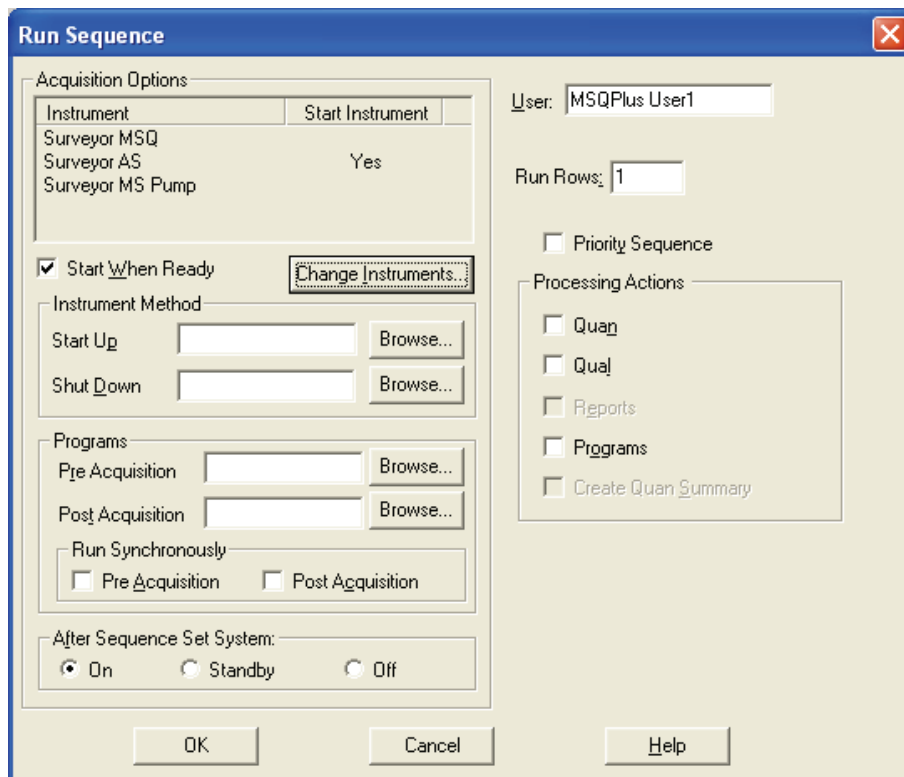 Run Sequence
Acquisition Options
Instrument Start Instrument
Surveyor MSQ
Surveyor AS Yes
Surveyor MS Pump
Start When Ready
Change Instruments...
Instrument Method
Start Up Browse...
Shut Down Browse...
Programs
Pre Acquisition Browse...
Post Acquisition Browse...
Run Synchronously
Pre Acquisition Post Acquisition
After Sequence Set System:
On Standby Off
User: MSQPlus User1
Run Rows: 1
Priority Sequence
Processing Actions
Quan
Qual
Reports
Programs
Create Quan Summary
OK Cancel Help